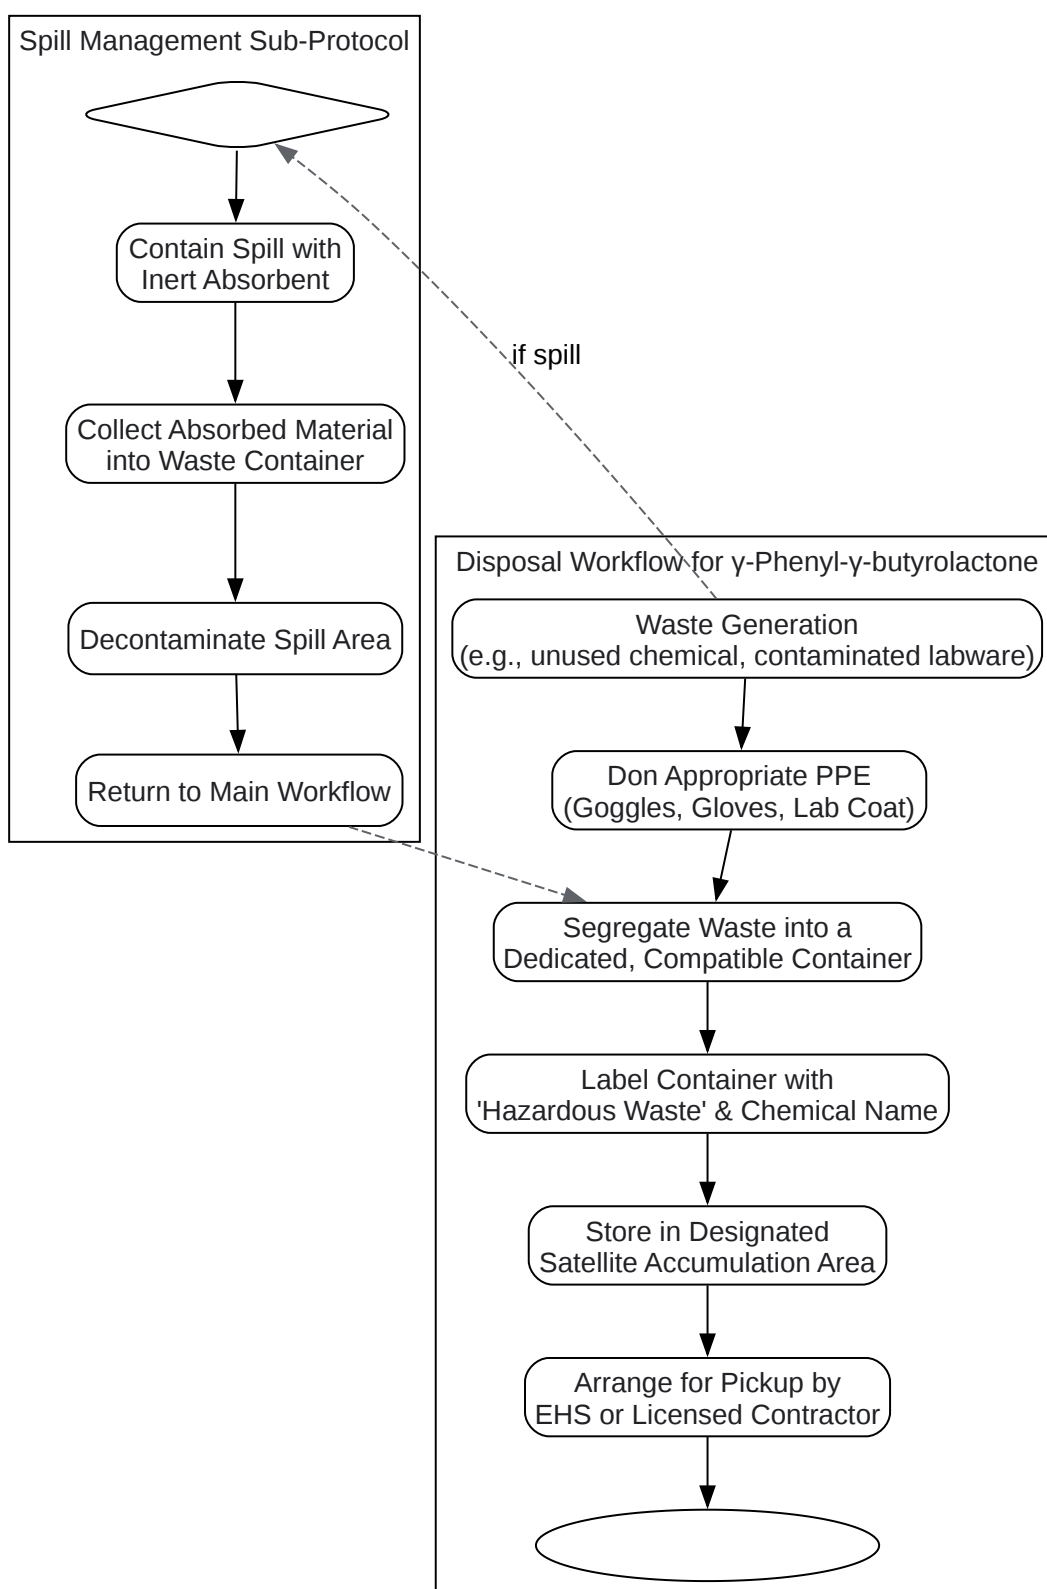 Spill Management Sub-Protocol
Contain Spill with
Inert Absorbent
Collect Absorbed Material
into Waste Container
Decontaminate Spill Area
Return to Main Workflow
if spill
Disposal Workflow for γ-Phenyl-γ-butyrolactone
Waste Generation
(e.g., unused chemical, contaminated labware)
Don Appropriate PPE
(Goggles, Gloves, Lab Coat)
Segregate Waste into a
Dedicated, Compatible Container
Label Container with
'Hazardous Waste' & Chemical Name
Store in Designated
Satellite Accumulation Area
Arrange for Pickup by
EHS or Licensed Contractor